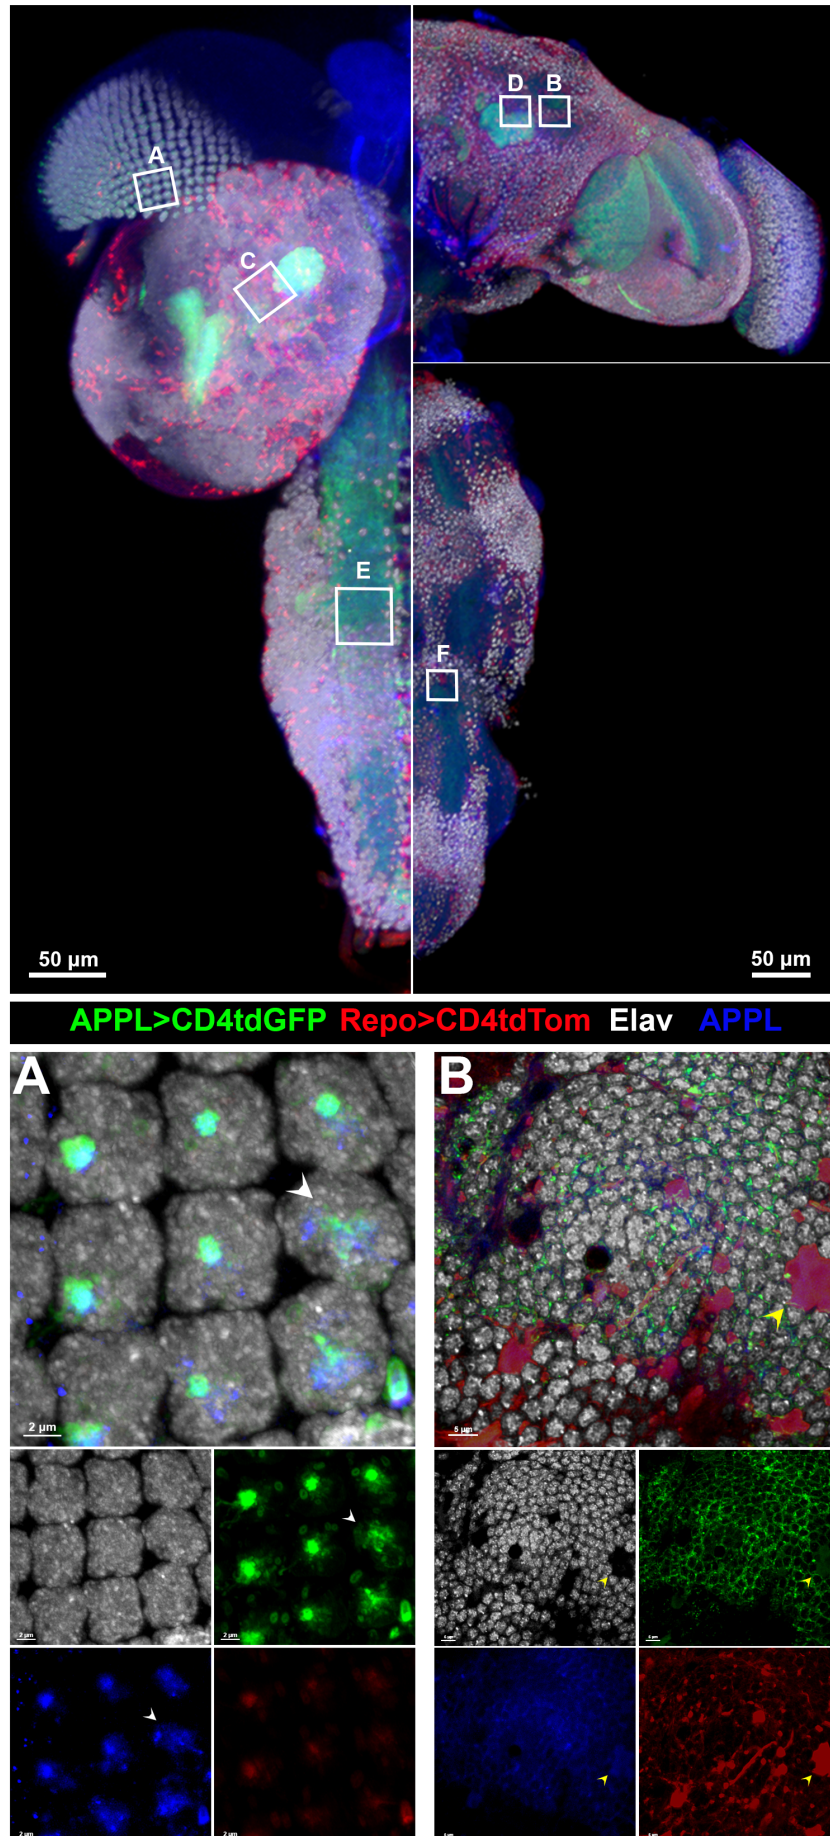 A
C
E
50 µm
D B
F
50 µm
APPL>CD4tdGFP Repo>CD4tdTom Elav APPL
A
2 µm
B
5 µm
2 µm
2 µm
2 µm
2 µm